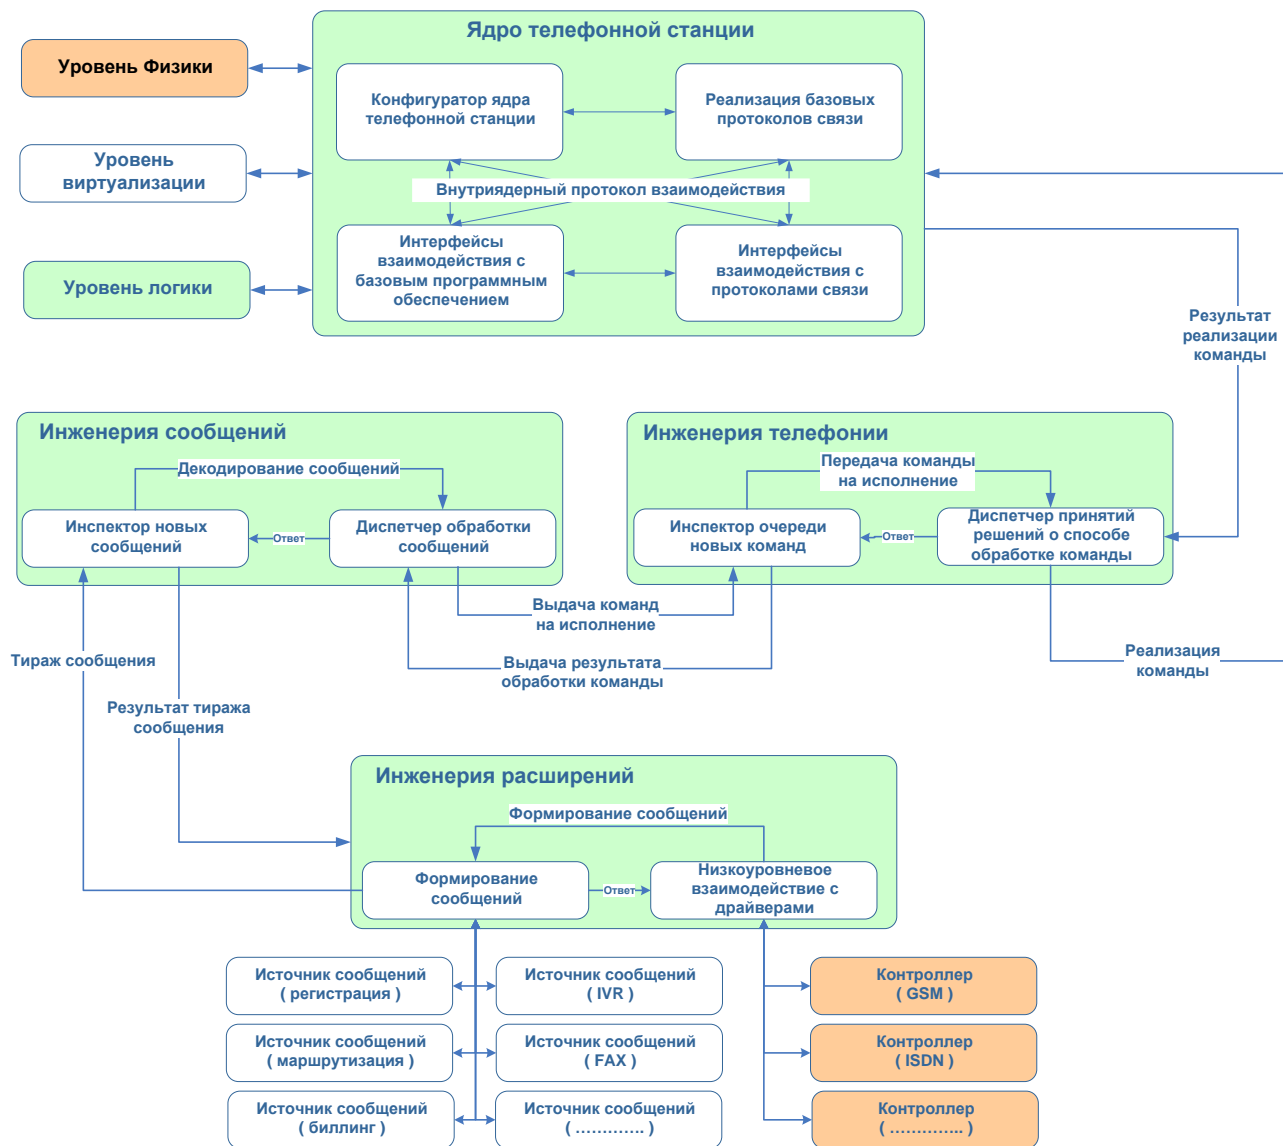 Ядро телефонной станции
Уровень Физики
Конфигуратор ядра
телефонной станции
Реализация базовых
протоколов связи
Уровень
виртуализации
Внутриядерный протокол взаимодействия
Интерфейсы
взаимодействия с
базовым программным
обеспечением
Интерфейсы
взаимодействия с
протоколами связи
Уровень логики
Результат
реализации
команды
Инженерия сообщений
Декодирование сообщений
Инспектор новых
сообщений
Ответ
Диспетчер обработки
сообщений
Инженерия телефонии
Передача команды
на исполнение
Инспектор очереди
новых команд
Ответ
Диспетчер принятий
решений о способе
обработке команды
Выдача команд
на исполнение
Тираж сообщения
Выдача результата
обработки команды
Реализация
команды
Результат тиража
сообщения
Инженерия расширений
Формирование сообщений
Формирование
сообщений
Ответ
Низкоуровневое
взаимодействие с
драйверами
Источник сообщений
( регистрация )
Источник сообщений
( IVR )
Контроллер
( GSM )
Источник сообщений
( маршрутизация )
Источник сообщений
( FAX )
Контроллер
( ISDN )
Источник сообщений
( биллинг )
Источник сообщений
( …………. )
Контроллер
( ………….. )